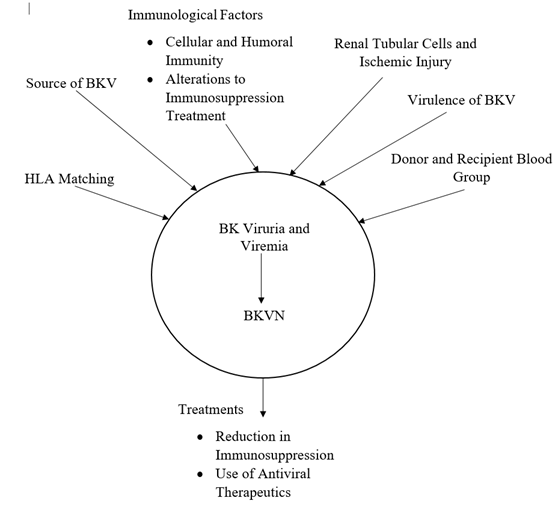 Immunological Factors
• Cellular and Humoral
Immunity
• Alterations to
Immunosuppression
Treatment
Renal Tubular Cells and
Ischemic Injury
Source of BKV
Virulence of BKV
HLA Matching
Donor and Recipient Blood
Group
BK Viruria and
Viremia
BKVN
Treatments
• Reduction in
Immunosuppression
• Use of Antiviral
Therapeutics